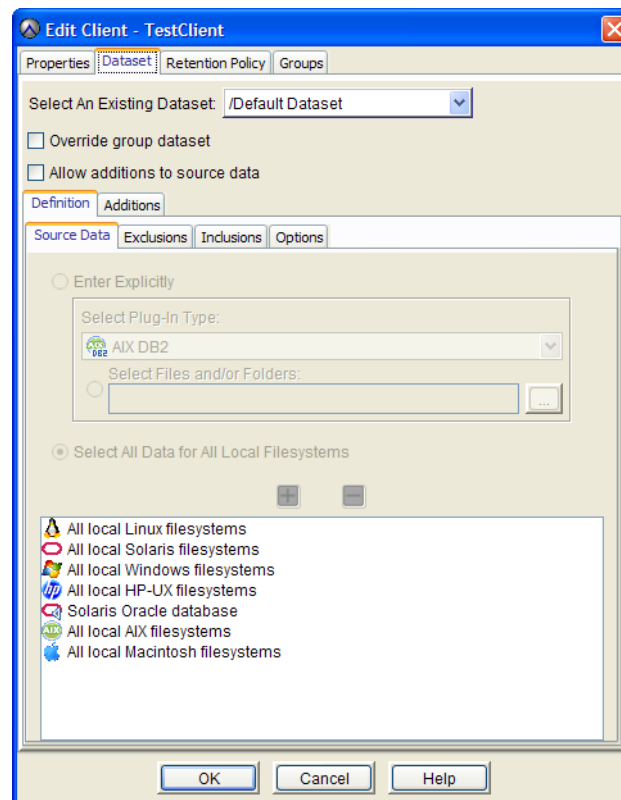 Edit Client - TestClient
Properties Dataset Retention Policy Groups
Select An Existing Dataset: /Default Dataset
Override group dataset
Allow additions to source data
Definition Additions
Source Data Exclusions Inclusions Options
Enter Explicitly
Select Plug-In Type:
AIX DB2 AIX DB2
Select Files and/or Folders:
...
Select All Data for All Local Filesystems
All local Linux filesystems
All local Solaris filesystems
All local Windows filesystems
hp All local HP-UX filesystems
Solaris Oracle database
AIX All local AIX filesystems
All local Macintosh filesystems
OK Cancel Help